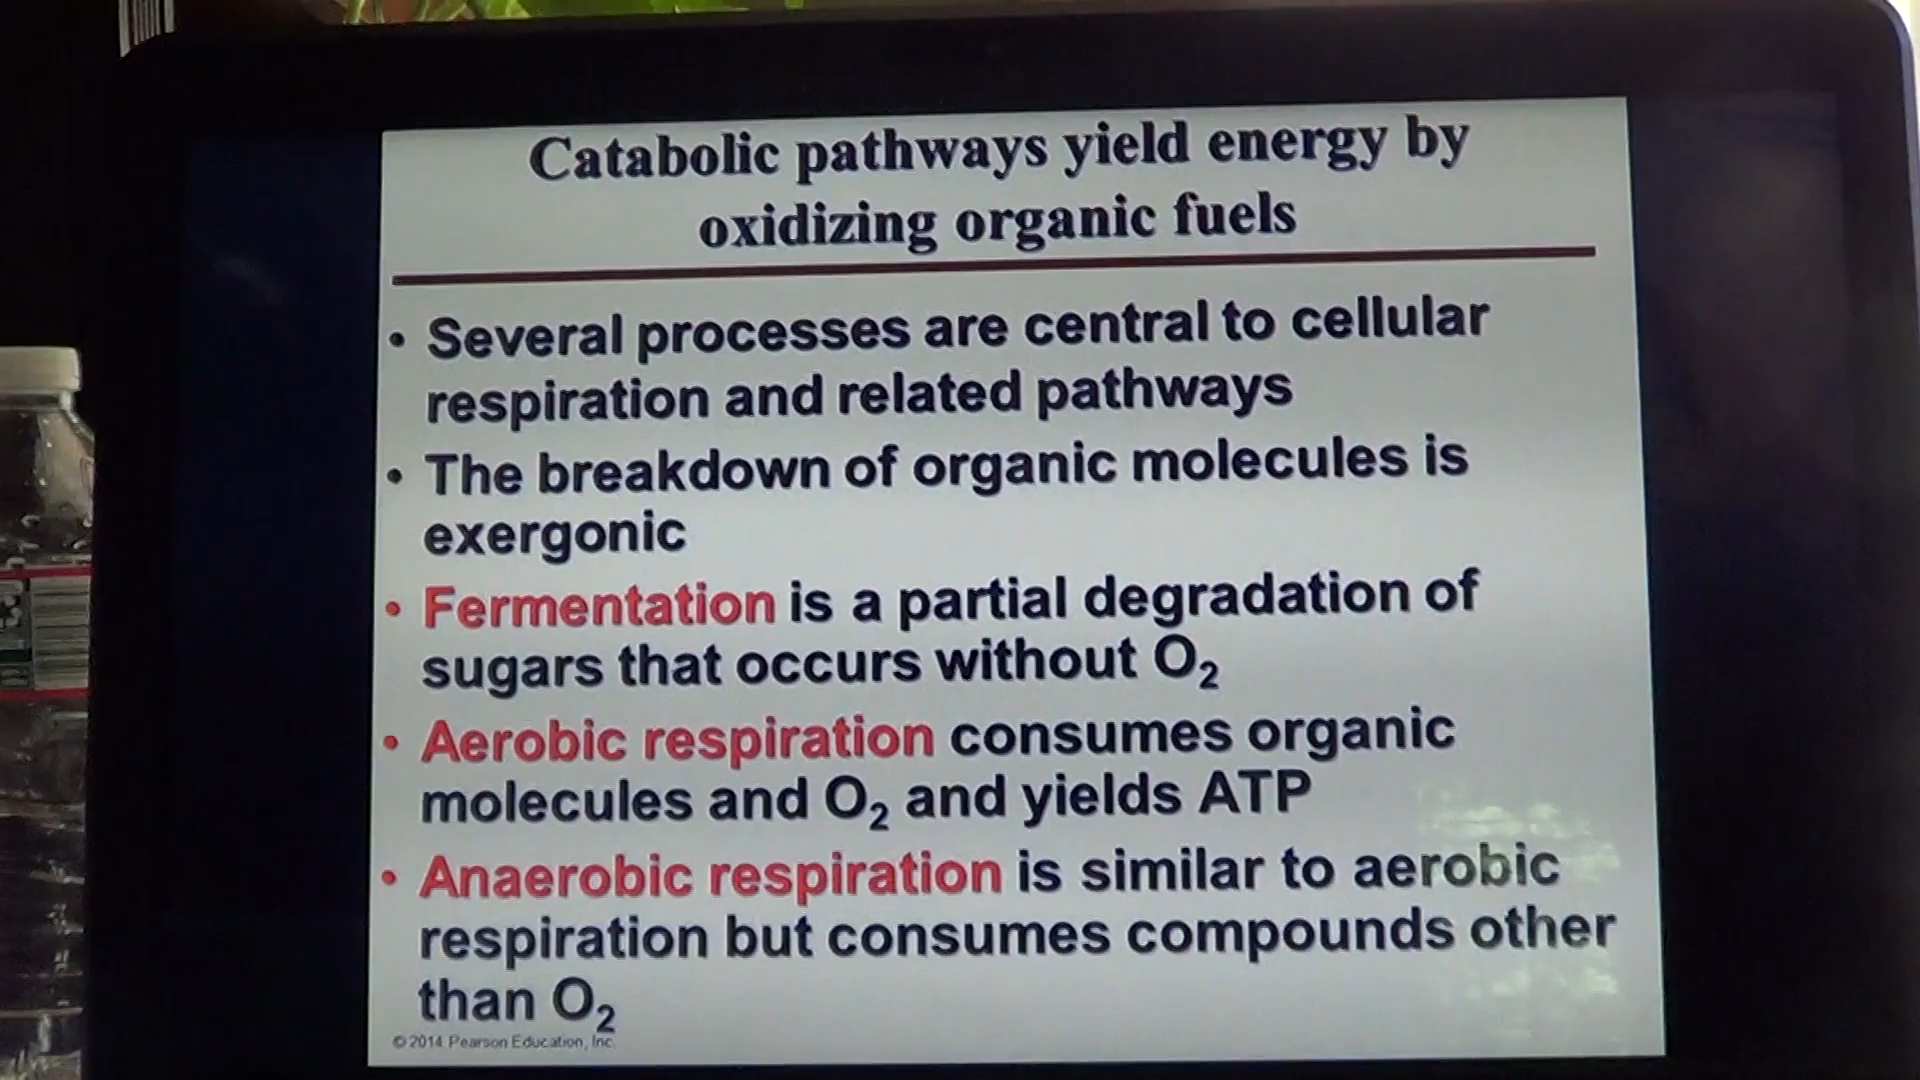 Catabolic pathways yield energy by
oxidizing organic fuels
• Several processes are central to cellular
respiration and related pathways
• The breakdown of organic molecules is
exergonic
• Fermentation is a partial degradation of
sugars that occurs without O₂
• Aerobic respiration consumes organic
molecules and O₂ and yields ATP
• Anaerobic respiration is similar to aerobic
respiration but consumes compounds other
than O₂
© 2014 Pearson Education, Inc.